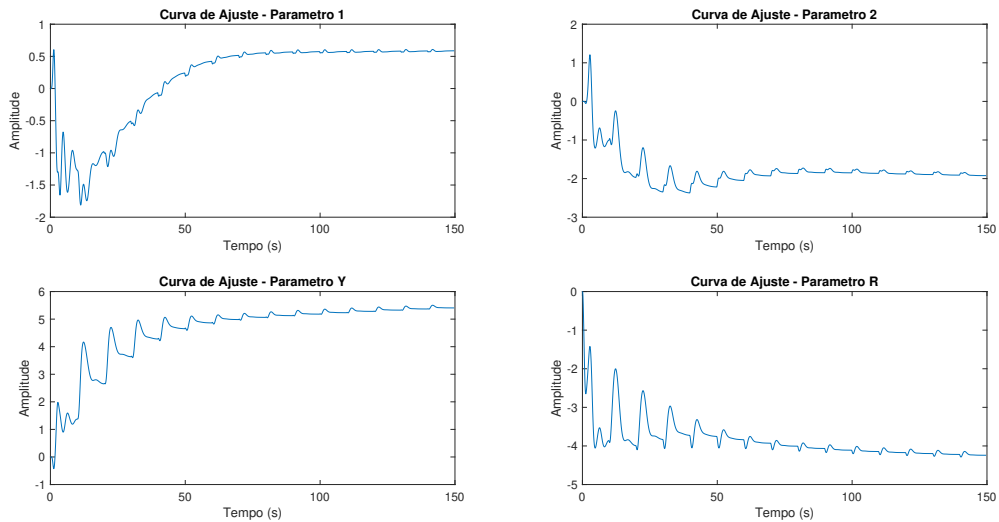 Curva de Ajuste - Parametro 1
Amplitude
1
0.5
0
-0.5
-1
-1.5
-2
0 50 100 150
Tempo (s)
Curva de Ajuste - Parametro 2
Amplitude
2
1
0
-1
-2
-3
0 50 100 150
Tempo (s)
Curva de Ajuste - Parametro Y
Amplitude
6
5
4
3
2
1
0
-1
0 50 100 150
Tempo (s)
Curva de Ajuste - Parametro R
Amplitude
0
-1
-2
-3
-4
-5
0 50 100 150
Tempo (s)